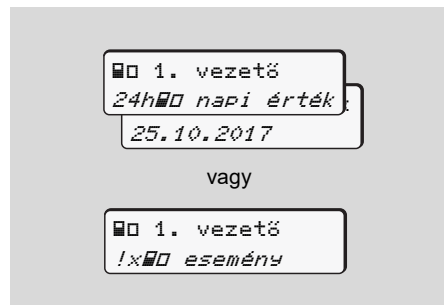 1. vezető
24h napi érték
25.10.2017
vagy
1. vezető
!x esemény